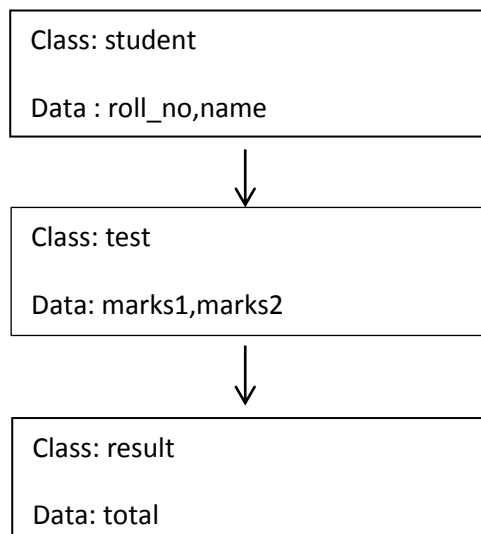 Class: student
Data : roll_no,name
Class: test
Data: marks1,marks2
Class: result
Data: total